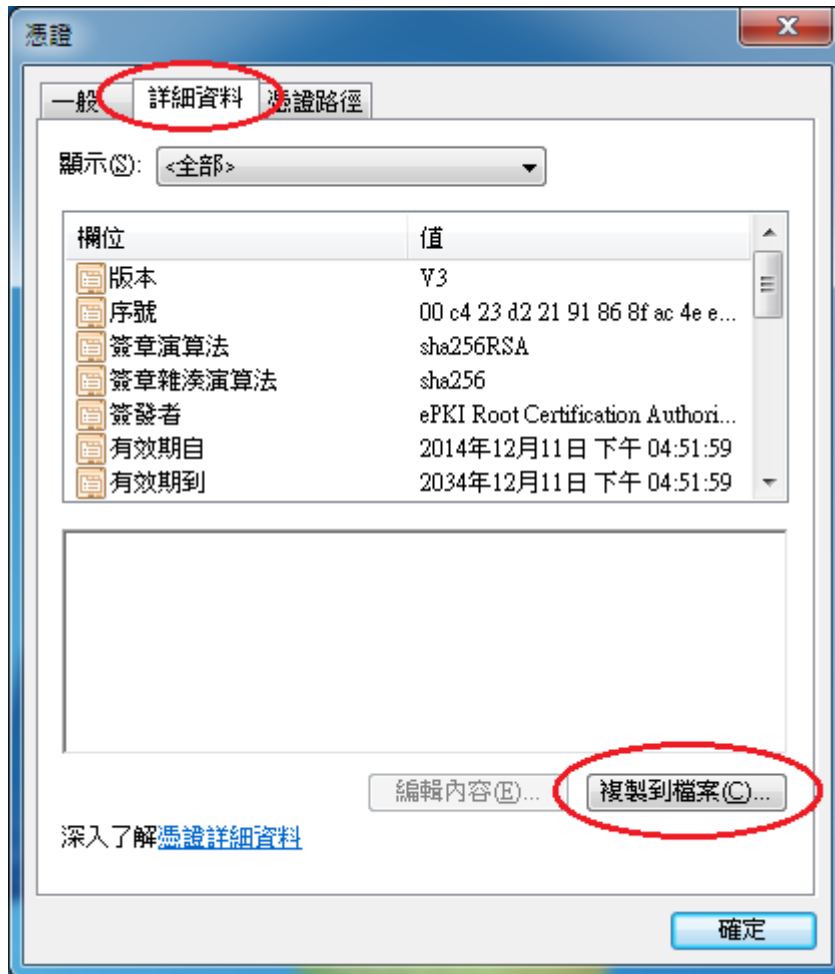 憑證
一般 詳細資料 憑證路徑
顯示(S): <全部>
欄位 值
版本 V3
序號 00 c4 23 d2 21 91 86 8f ac 4e e...
簽章演算法 sha256RSA
簽章雜湊演算法 sha256
簽發者 ePKI Root Certification Authori...
有效期自 2014年12月11日 下午 04:51:59
有效期到 2034年12月11日 下午 04:51:59
編輯內容(E)... 複製到檔案(C)...
深入了解憑證詳細資料
確定